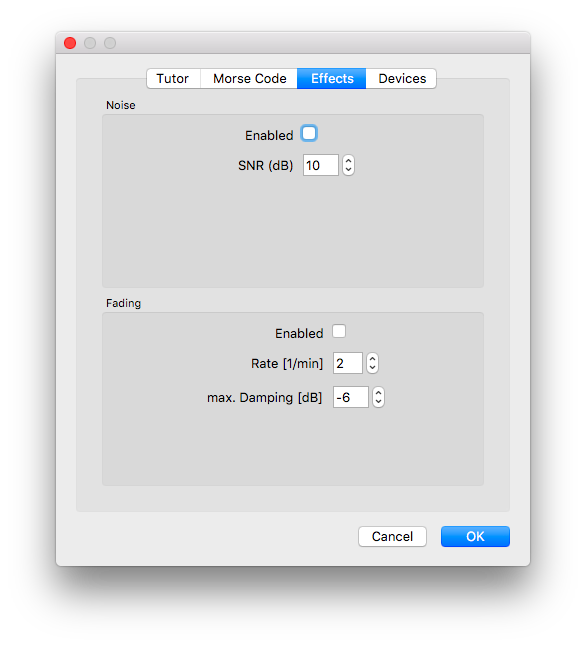 Tutor Morse Code Effects Devices
Noise
Enabled
SNR (dB) 10
Fading
Enabled
Rate [1/min] 2
max. Damping [dB] -6
Cancel OK